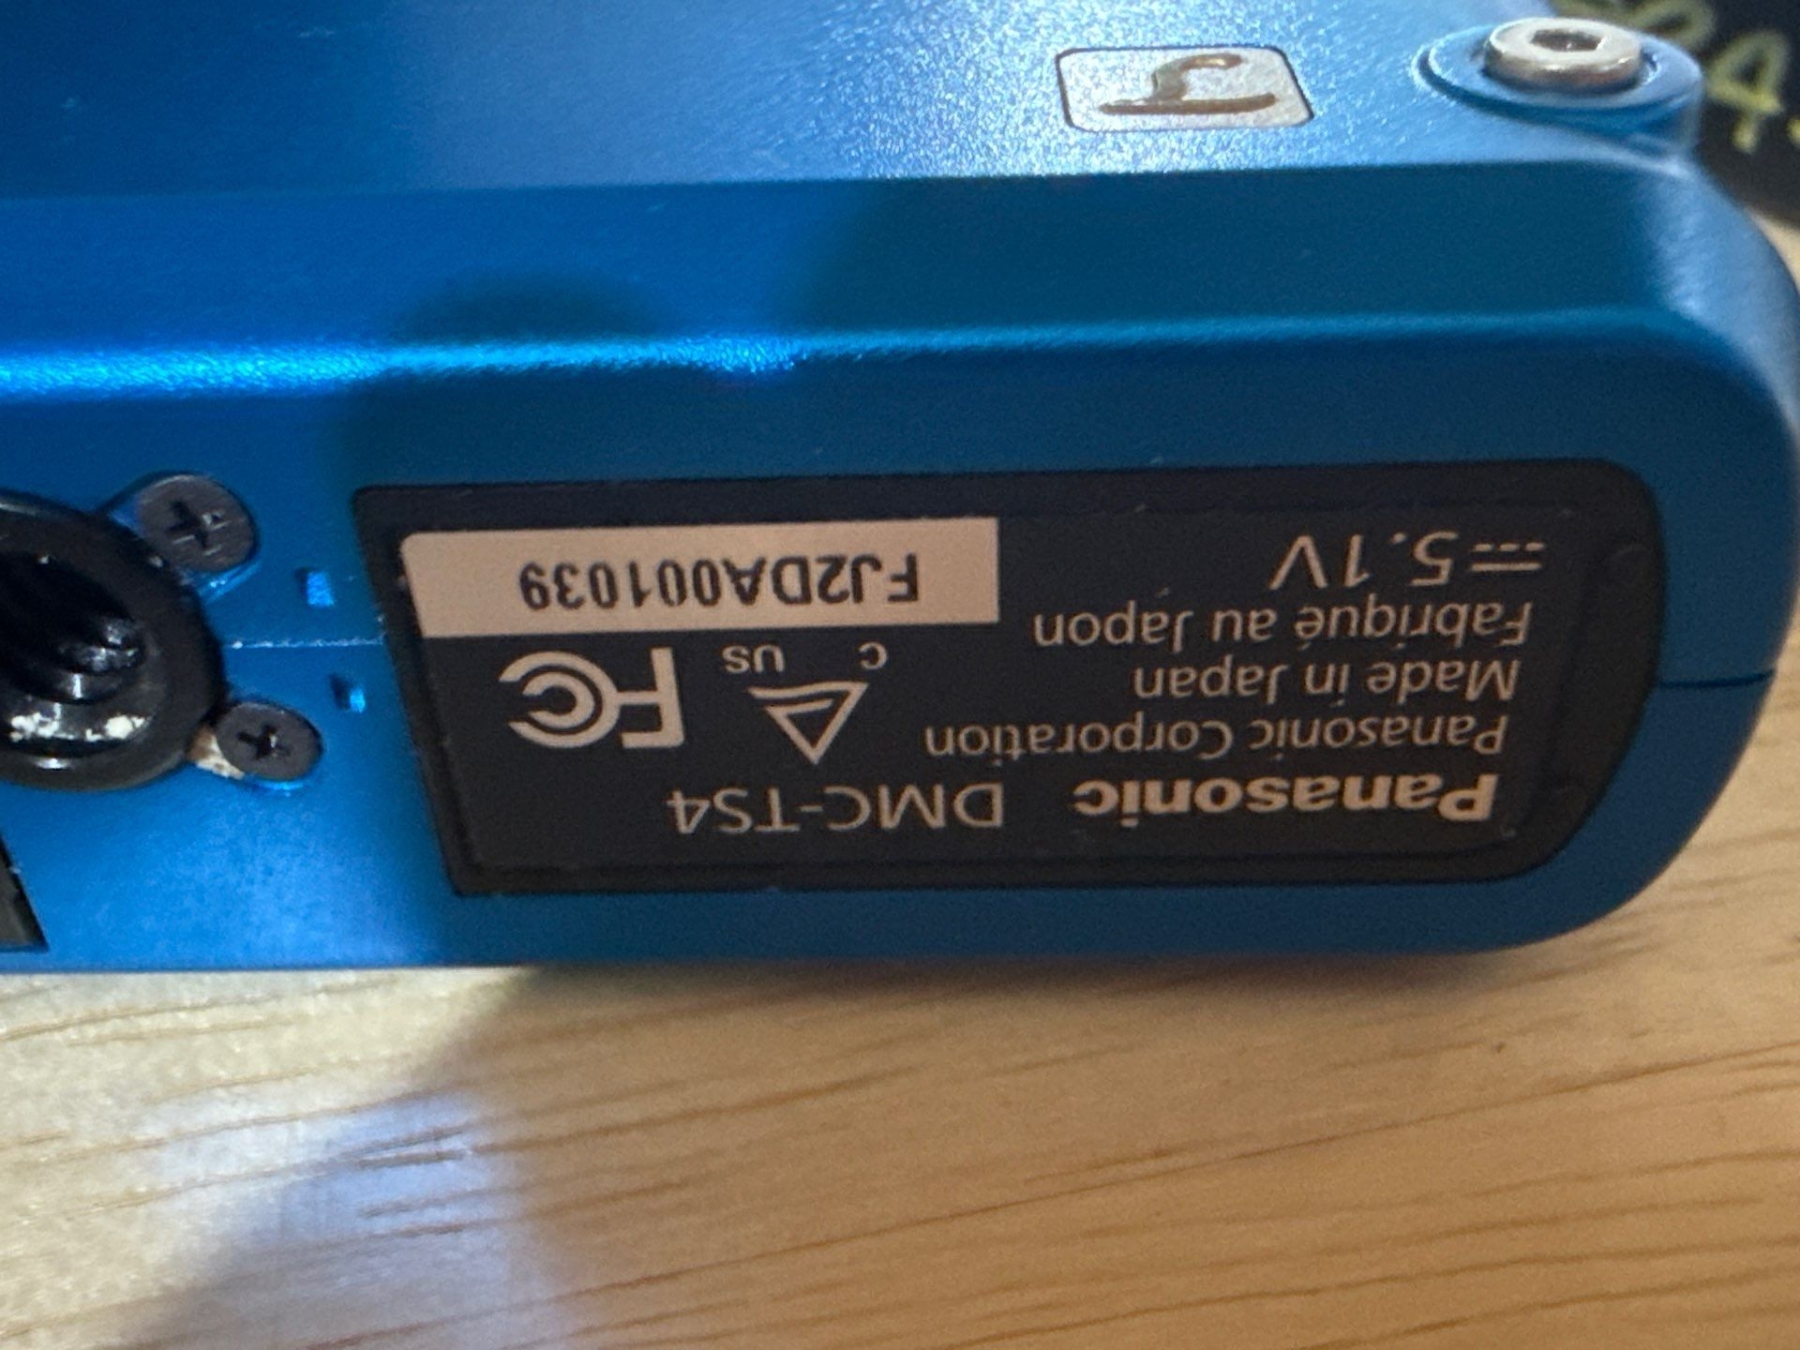 Panasonic DMC-TS4
Panasonic Corporation
Made in Japan
Fabriqué au Japon
5.1V
C US
FC
FJ2DA001039
L